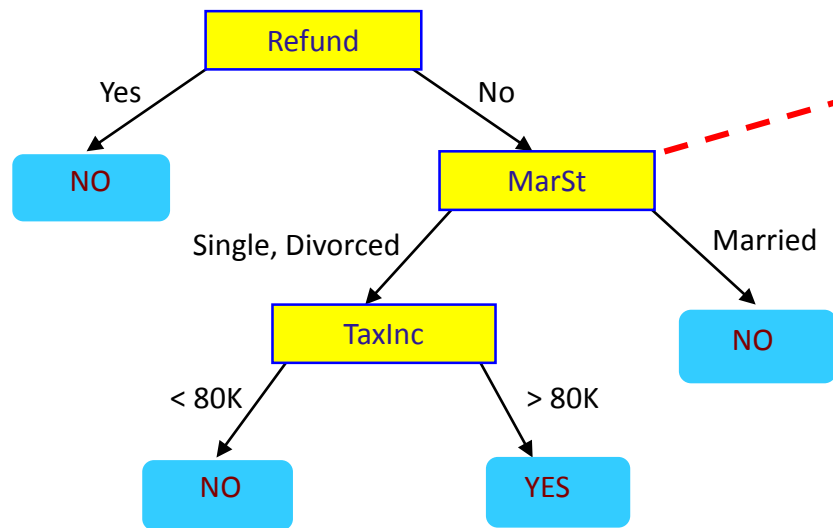 Refund
Yes
No
NO
MarSt
Single, Divorced
Married
TaxInc
NO
< 80K
> 80K
NO
YES